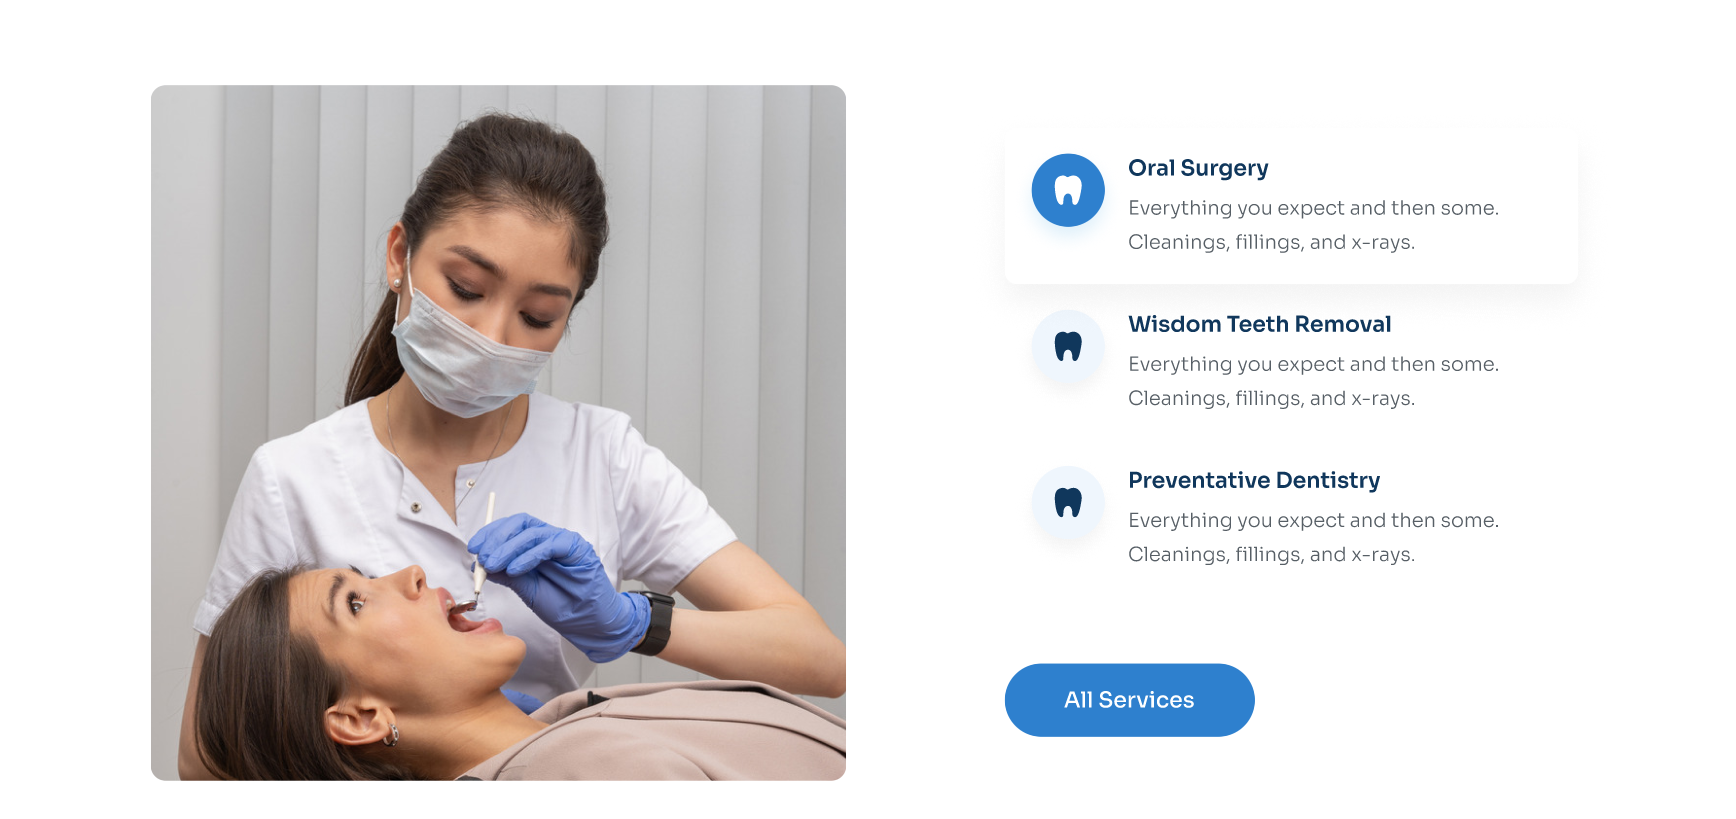 Oral Surgery
Everything you expect and then some.
Cleanings, fillings, and x-rays.
Wisdom Teeth Removal
Everything you expect and then some.
Cleanings, fillings, and x-rays.
Preventative Dentistry
Everything you expect and then some.
Cleanings, fillings, and x-rays.
All Services